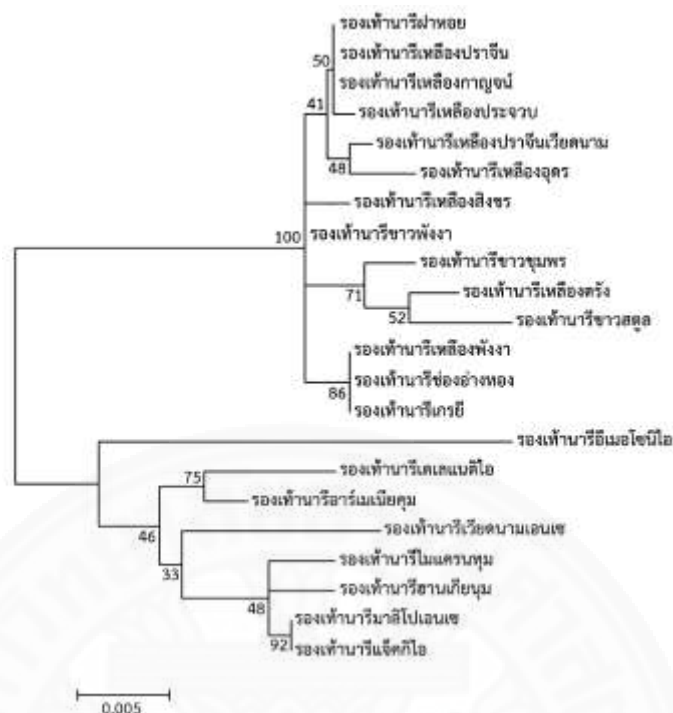 รองเท้านารีฝาหอย
รองเท้านารีเหลืองปราจีน
50
รองเท้านารีเหลืองกาญจน์
41
รองเท้านารีเหลืองประจวบ
รองเท้านารีเหลืองปราจีนเวียดนาม
48
รองเท้านารีเหลืองอุดร
รองเท้านารีเหลืองสิงขร
100
รองเท้านารีขาวพังงา
รองเท้านารีขาวชุมพร
71
รองเท้านารีเหลืองตรัง
52
รองเท้านารีขาวสตูล
รองเท้านารีเหลืองพังงา
รองเท้านารีช่องอ่างทอง
86
รองเท้านารีเกรยี
รองเท้านารีอีเมอโซนิไอ
75
รองเท้านารีเดเลแนติไอ
รองเท้านารีอาร์เมเนียคุม
46
รองเท้านารีเวียดนามเอนเซ
33
รองเท้านารีไมแครนทุม
48
รองเท้านารีฮานเกียนุม
รองเท้านารีมาลิโปเอนเซ
92
รองเท้านารีแจ็คกิไอ
0.005